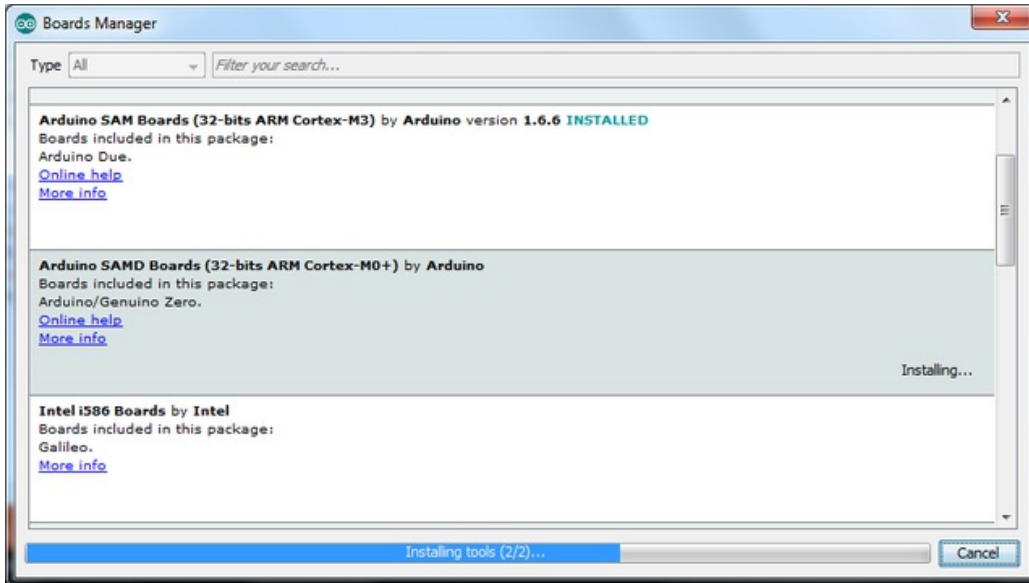 Boards Manager
Type All Filter your search...
Arduino SAM Boards (32-bits ARM Cortex-M3) by Arduino version 1.6.6 INSTALLED
Boards included in this package:
Arduino Due.
Online help
More info
Arduino SAMD Boards (32-bits ARM Cortex-M0+) by Arduino
Boards included in this package:
Arduino/Genuino Zero.
Online help
More info
Installing...
Intel i586 Boards by Intel
Boards included in this package:
Galileo.
More info
Installing tools (2/2)...
Cancel